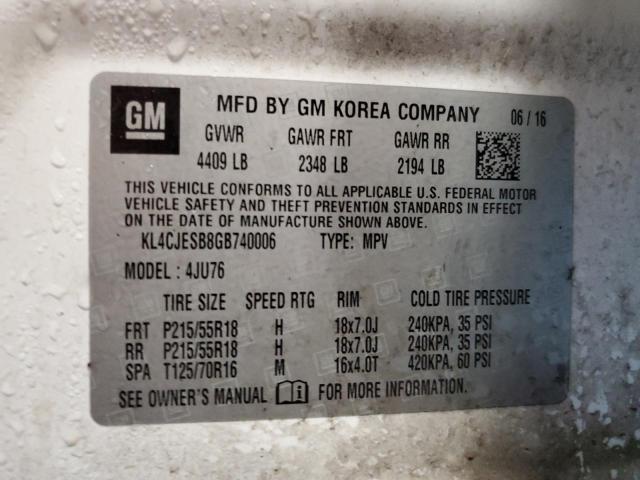 GM
MFD BY GM KOREA COMPANY 06 / 16
GVWR GAWR FRT GAWR RR
4409 LB 2348 LB 2194 LB
THIS VEHICLE CONFORMS TO ALL APPLICABLE U.S. FEDERAL MOTOR
VEHICLE SAFETY AND THEFT PREVENTION STANDARDS IN EFFECT
ON THE DATE OF MANUFACTURE SHOWN ABOVE.
KL4CJESB8GB740006 TYPE: MPV
MODEL : 4JU76
TIRE SIZE SPEED RTG RIM COLD TIRE PRESSURE
FRT P215/55R18 H 18x7.0J 240KPA, 35 PSI
RR P215/55R18 H 18x7.0J 240KPA, 35 PSI
SPA T125/70R16 M 16x4.0T 420KPA, 60 PSI
SEE OWNER'S MANUAL FOR MORE INFORMATION.